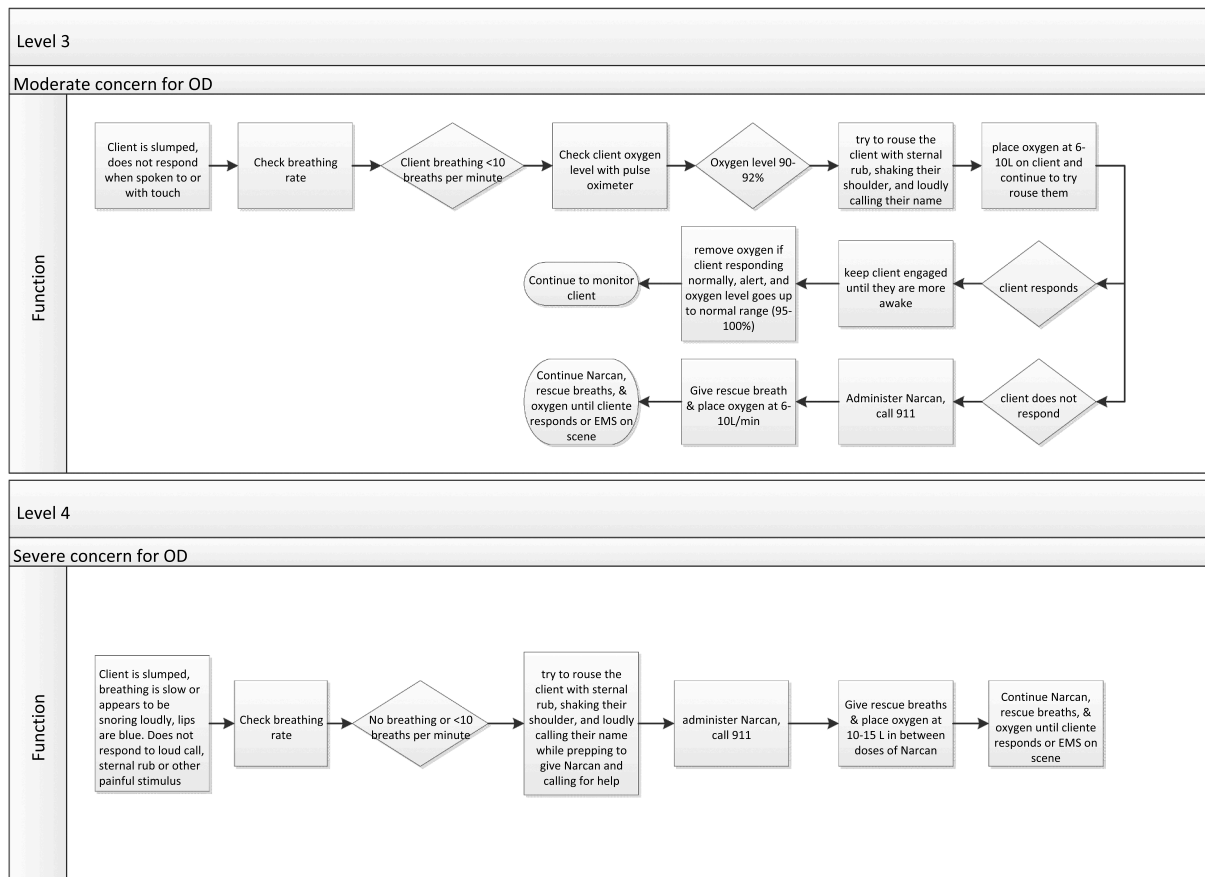 Level 3
Moderate concern for OD
Function
Client is slumped,
does not respond
when spoken to or
with touch
Check breathing
rate
Client breathing <10
breaths per minute
Check client oxygen
level with pulse
oximeter
Oxygen level 90-
92%
try to rouse the
client with sternal
rub, shaking their
shoulder, and loudly
calling their name
place oxygen at 6-
10L on client and
continue to try
rouse them
client responds
keep client engaged
until they are more
awake
remove oxygen if
client responding
normally, alert, and
oxygen level goes up
to normal range (95-
100%)
Continue to monitor
client
client does not
respond
Administer Narcan,
call 911
Give rescue breath
& place oxygen at 6-
10L/min
Continue Narcan,
rescue breaths, &
oxygen until cliente
responds or EMS on
scene
Level 4
Severe concern for OD
Function
Client is slumped,
breathing is slow or
appears to be
snoring loudly, lips
are blue. Does not
respond to loud call,
sternal rub or other
painful stimulus
Check breathing
rate
No breathing or <10
breaths per minute
try to rouse the
client with sternal
rub, shaking their
shoulder, and loudly
calling their name
while prepping to
give Narcan and
calling for help
administer Narcan,
call 911
Give rescue breaths
& place oxygen at
10-15 L in between
doses of Narcan
Continue Narcan,
rescue breaths, &
oxygen until cliente
responds or EMS on
scene